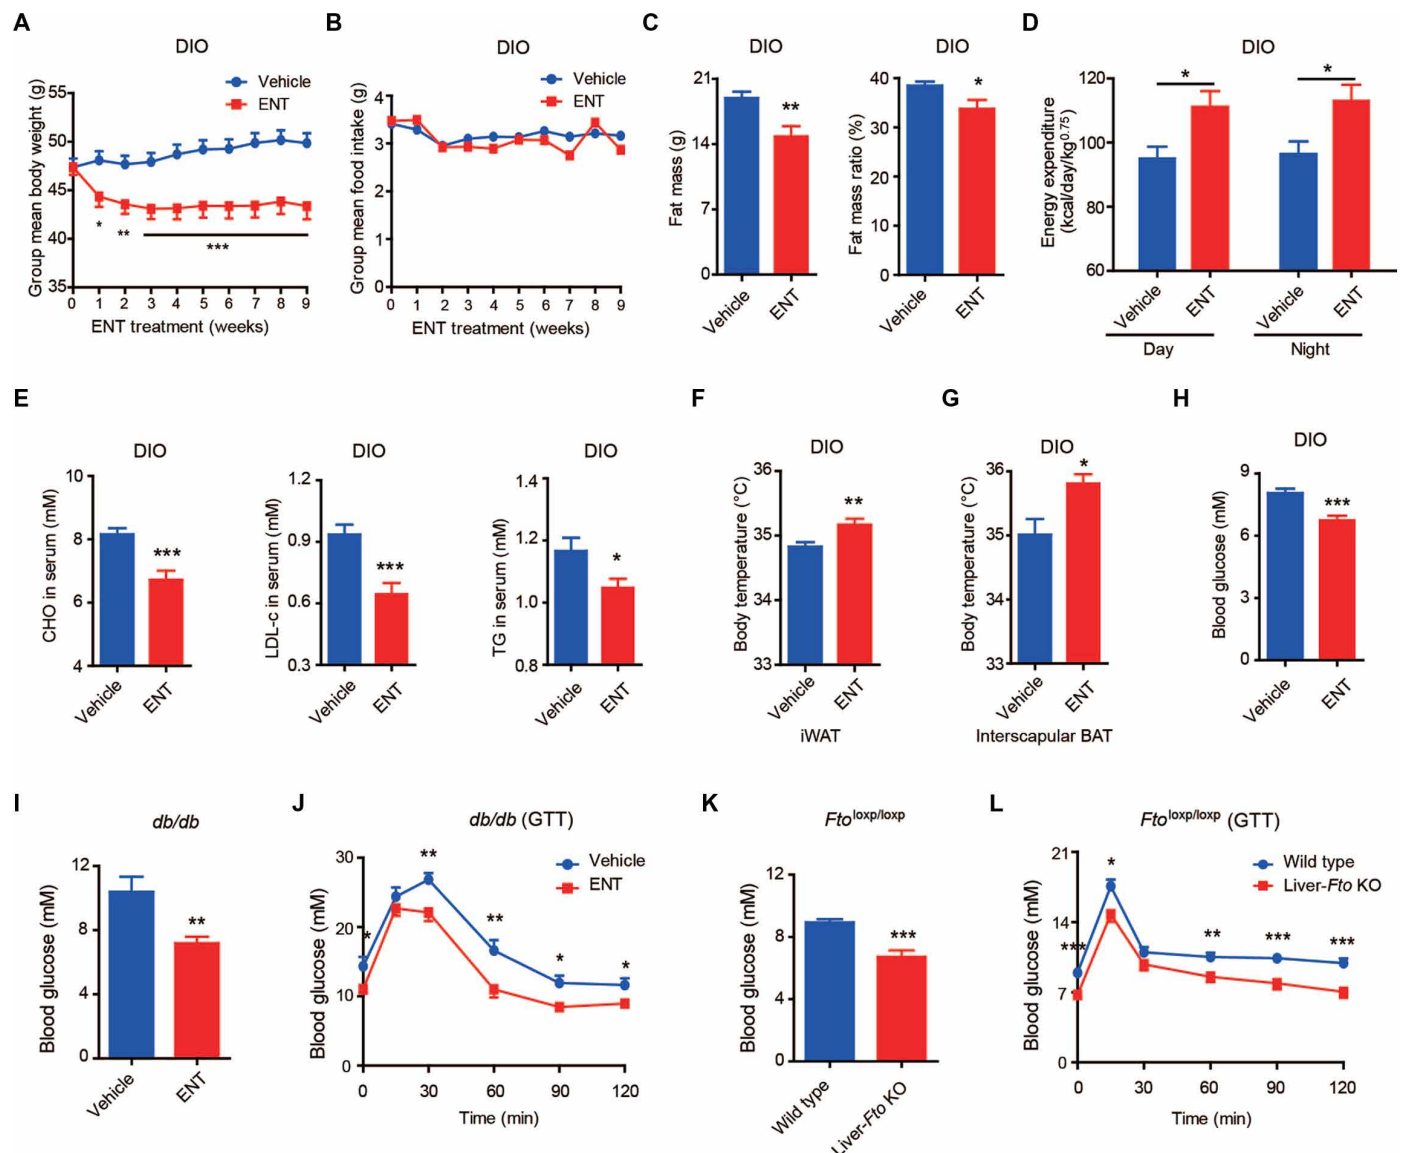 A
DIO
Vehicle
ENT
Group mean body weight (g)
55
50
45
40
35
*
**
***
0 1 2 3 4 5 6 7 8 9
ENT treatment (weeks)
B
DIO
Vehicle
ENT
Group mean food intake (g)
4
3
2
1
0
0 1 2 3 4 5 6 7 8 9
ENT treatment (weeks)
C
DIO
Fat mass (g)
21
14
7
0
**
Vehicle
ENT
DIO
Fat mass ratio (%)
40
30
20
40
0
*
Vehicle
ENT
D
DIO
Energy expenditure
(kcal/day/kg0.75)
120
100
80
60
*
*
Vehicle
ENT
Vehicle
ENT
Day
Night
E
DIO
CHO in serum (mM)
10
8
6
4
***
Vehicle
ENT
DIO
LDL-c in serum (mM)
1.2
0.9
0.6
0.3
***
Vehicle
ENT
DIO
TG in serum (mM)
1.4
1.2
1.0
0.8
*
Vehicle
ENT
F
DIO
Body temperature (°C)
36
35
34
33
**
Vehicle
ENT
iWAT
G
DIO
Body temperature (°C)
36
35
34
33
*
Vehicle
ENT
Interscapular BAT
H
DIO
Blood glucose (mM)
9
6
3
0
***
Vehicle
ENT
I
db/db
Blood glucose (mM)
12
8
4
0
**
Vehicle
ENT
J
db/db (GTT)
Vehicle
ENT
Blood glucose (mM)
30
20
10
0
*
**
**
*
*
0 30 60 90 120
Time (min)
K
Fto loxp/loxp
Blood glucose (mM)
12
8
4
0
***
Wild type
Liver-Fto KO
L
Fto loxp/loxp (GTT)
Wild type
Liver-Fto KO
Blood glucose (mM)
21
14
7
0
***
*
**
***
***
0 30 60 90 120
Time (min)